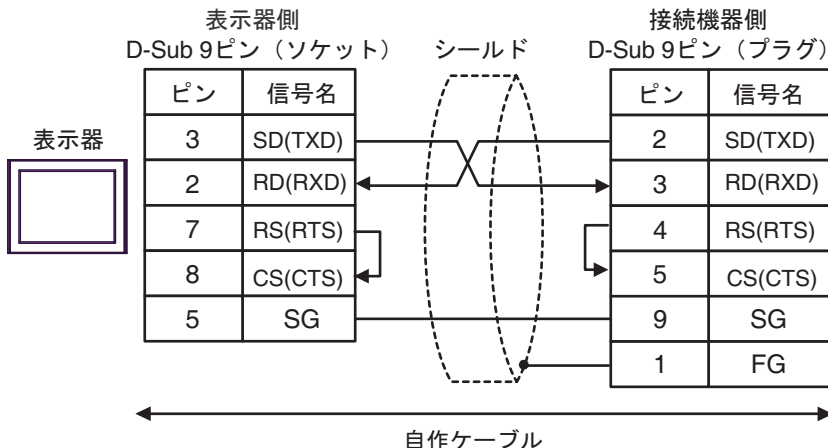 表示器側
D-Sub 9ピン（ソケット）
シールド
接続機器側
D-Sub 9ピン（プラグ）
表示器
ピン 信号名
3 SD(TXD)
2 RD(RXD)
7 RS(RTS)
8 CS(CTS)
5 SG
ピン 信号名
2 SD(TXD)
3 RD(RXD)
4 RS(RTS)
5 CS(CTS)
9 SG
1 FG
自作ケーブル